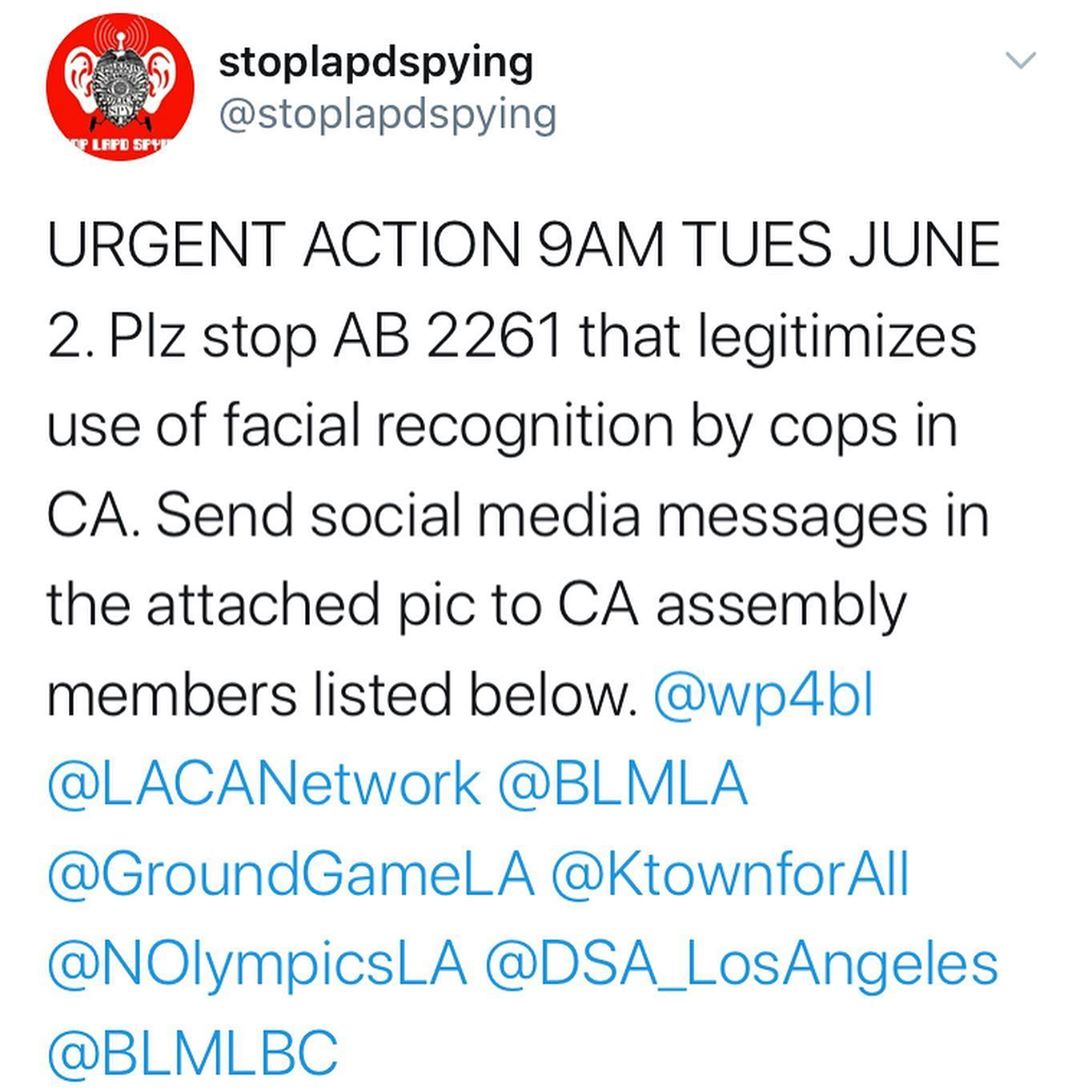 stoplapdspying
@stoplapdspying
URGENT ACTION 9AM TUES JUNE
2. Plz stop AB 2261 that legitimizes
use of facial recognition by cops in
CA. Send social media messages in
the attached pic to CA assembly
members listed below. @wp4bl
@LACANetwork @BLMLA
@GroundGameLA @KtownforAll
@NOlympicsLA @DSA_LosAngeles
@BLMLBC